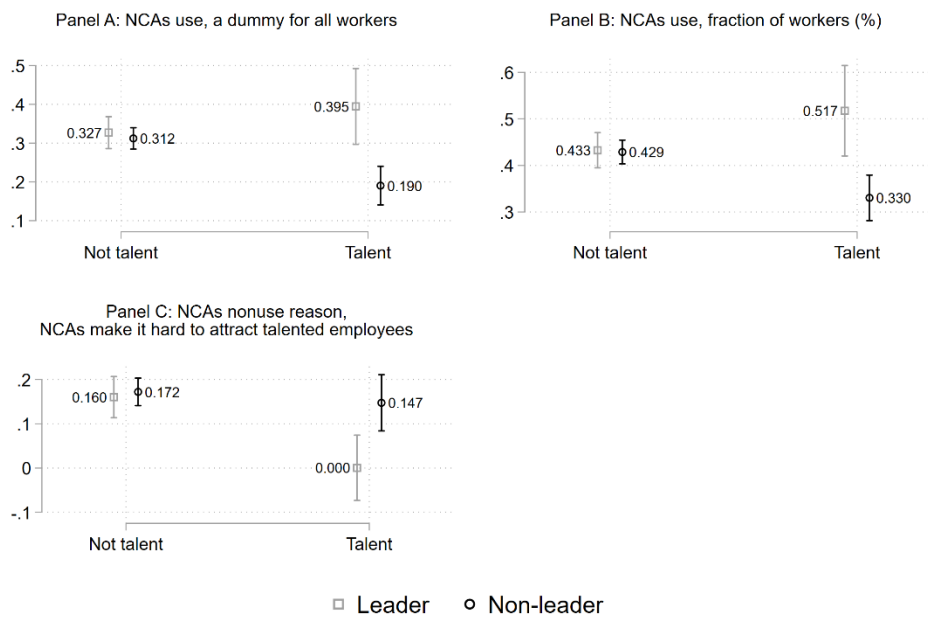 Panel A: NCAs use, a dummy for all workers
.5
.4
.3
.2
.1
0.327
0.312
0.395
0.190
Not talent
Talent
Panel B: NCAs use, fraction of workers (%)
.6
.5
.4
.3
0.433
0.429
0.517
0.330
Not talent
Talent
Panel C: NCAs nonuse reason,
NCAs make it hard to attract talented employees
.2
.1
0
-.1
0.160
0.172
0.000
0.147
Not talent
Talent
Leader
Non-leader